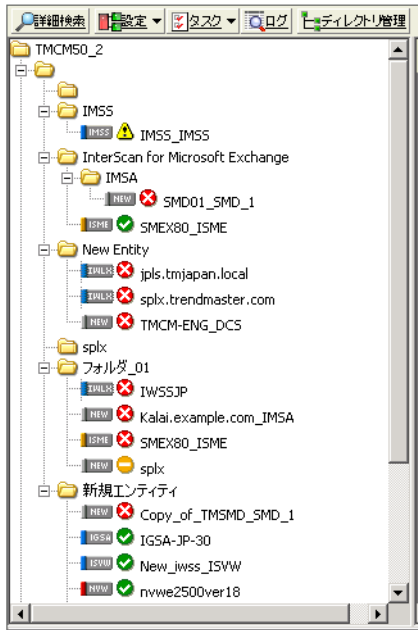 詳細検索 設定 タスク ログ ディレクトリ管理
TMCM50_2
IMSS
IMSS IMSS_IMSS
InterScan for Microsoft Exchange
IMSA
NEW SMD01_SMD_1
ISME SMEX80_ISME
New Entity
IWLX jpls.tmjapan.local
IWLX splx.trendmaster.com
NEW TMCM-ENG_DCS
splx
フォルダ_01
IWLX IWSSJP
NEW Kalai.example.com_IMSA
ISME SMEX80_ISME
NEW splx
新規エンティティ
NEW Copy_of_TMSMD_SMD_1
IGSA IGSA-JP-30
ISVW New_iwss_ISVW
NVW nvwe2500ver18